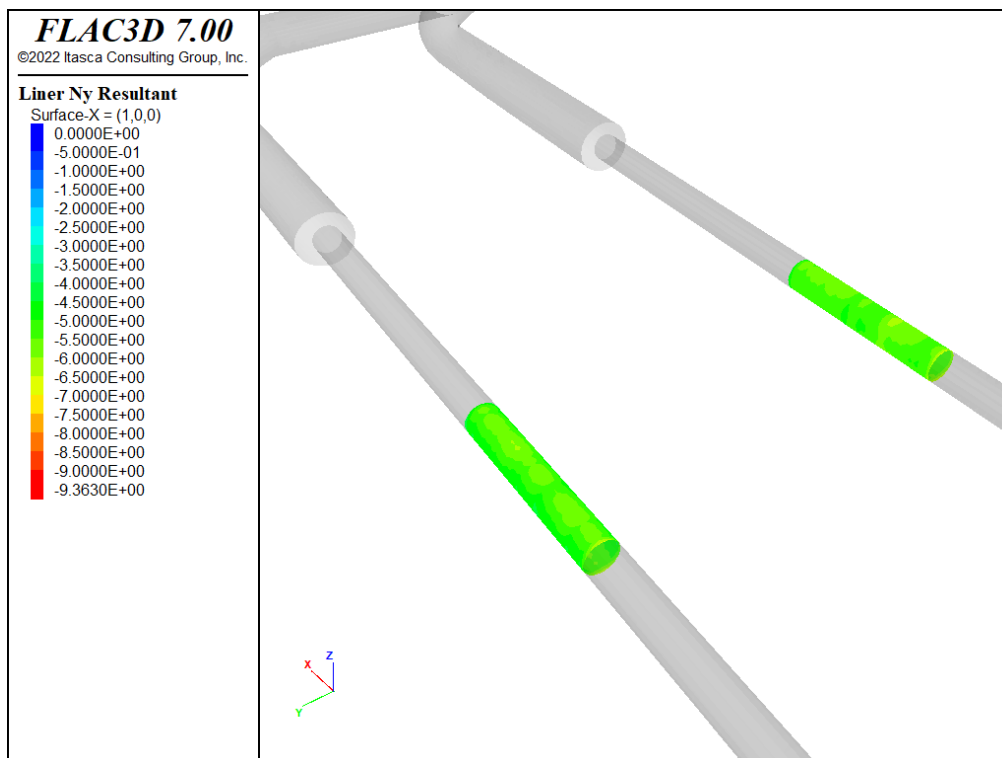 FLAC3D 7.00
©2022 Itasca Consulting Group, Inc.
Liner Ny Resultant
Surface-X = (1,0,0)
0.0000E+00
-5.0000E-01
-1.0000E+00
-1.5000E+00
-2.0000E+00
-2.5000E+00
-3.0000E+00
-3.5000E+00
-4.0000E+00
-4.5000E+00
-5.0000E+00
-5.5000E+00
-6.0000E+00
-6.5000E+00
-7.0000E+00
-7.5000E+00
-8.0000E+00
-8.5000E+00
-9.0000E+00
-9.3630E+00
Z
X
Y